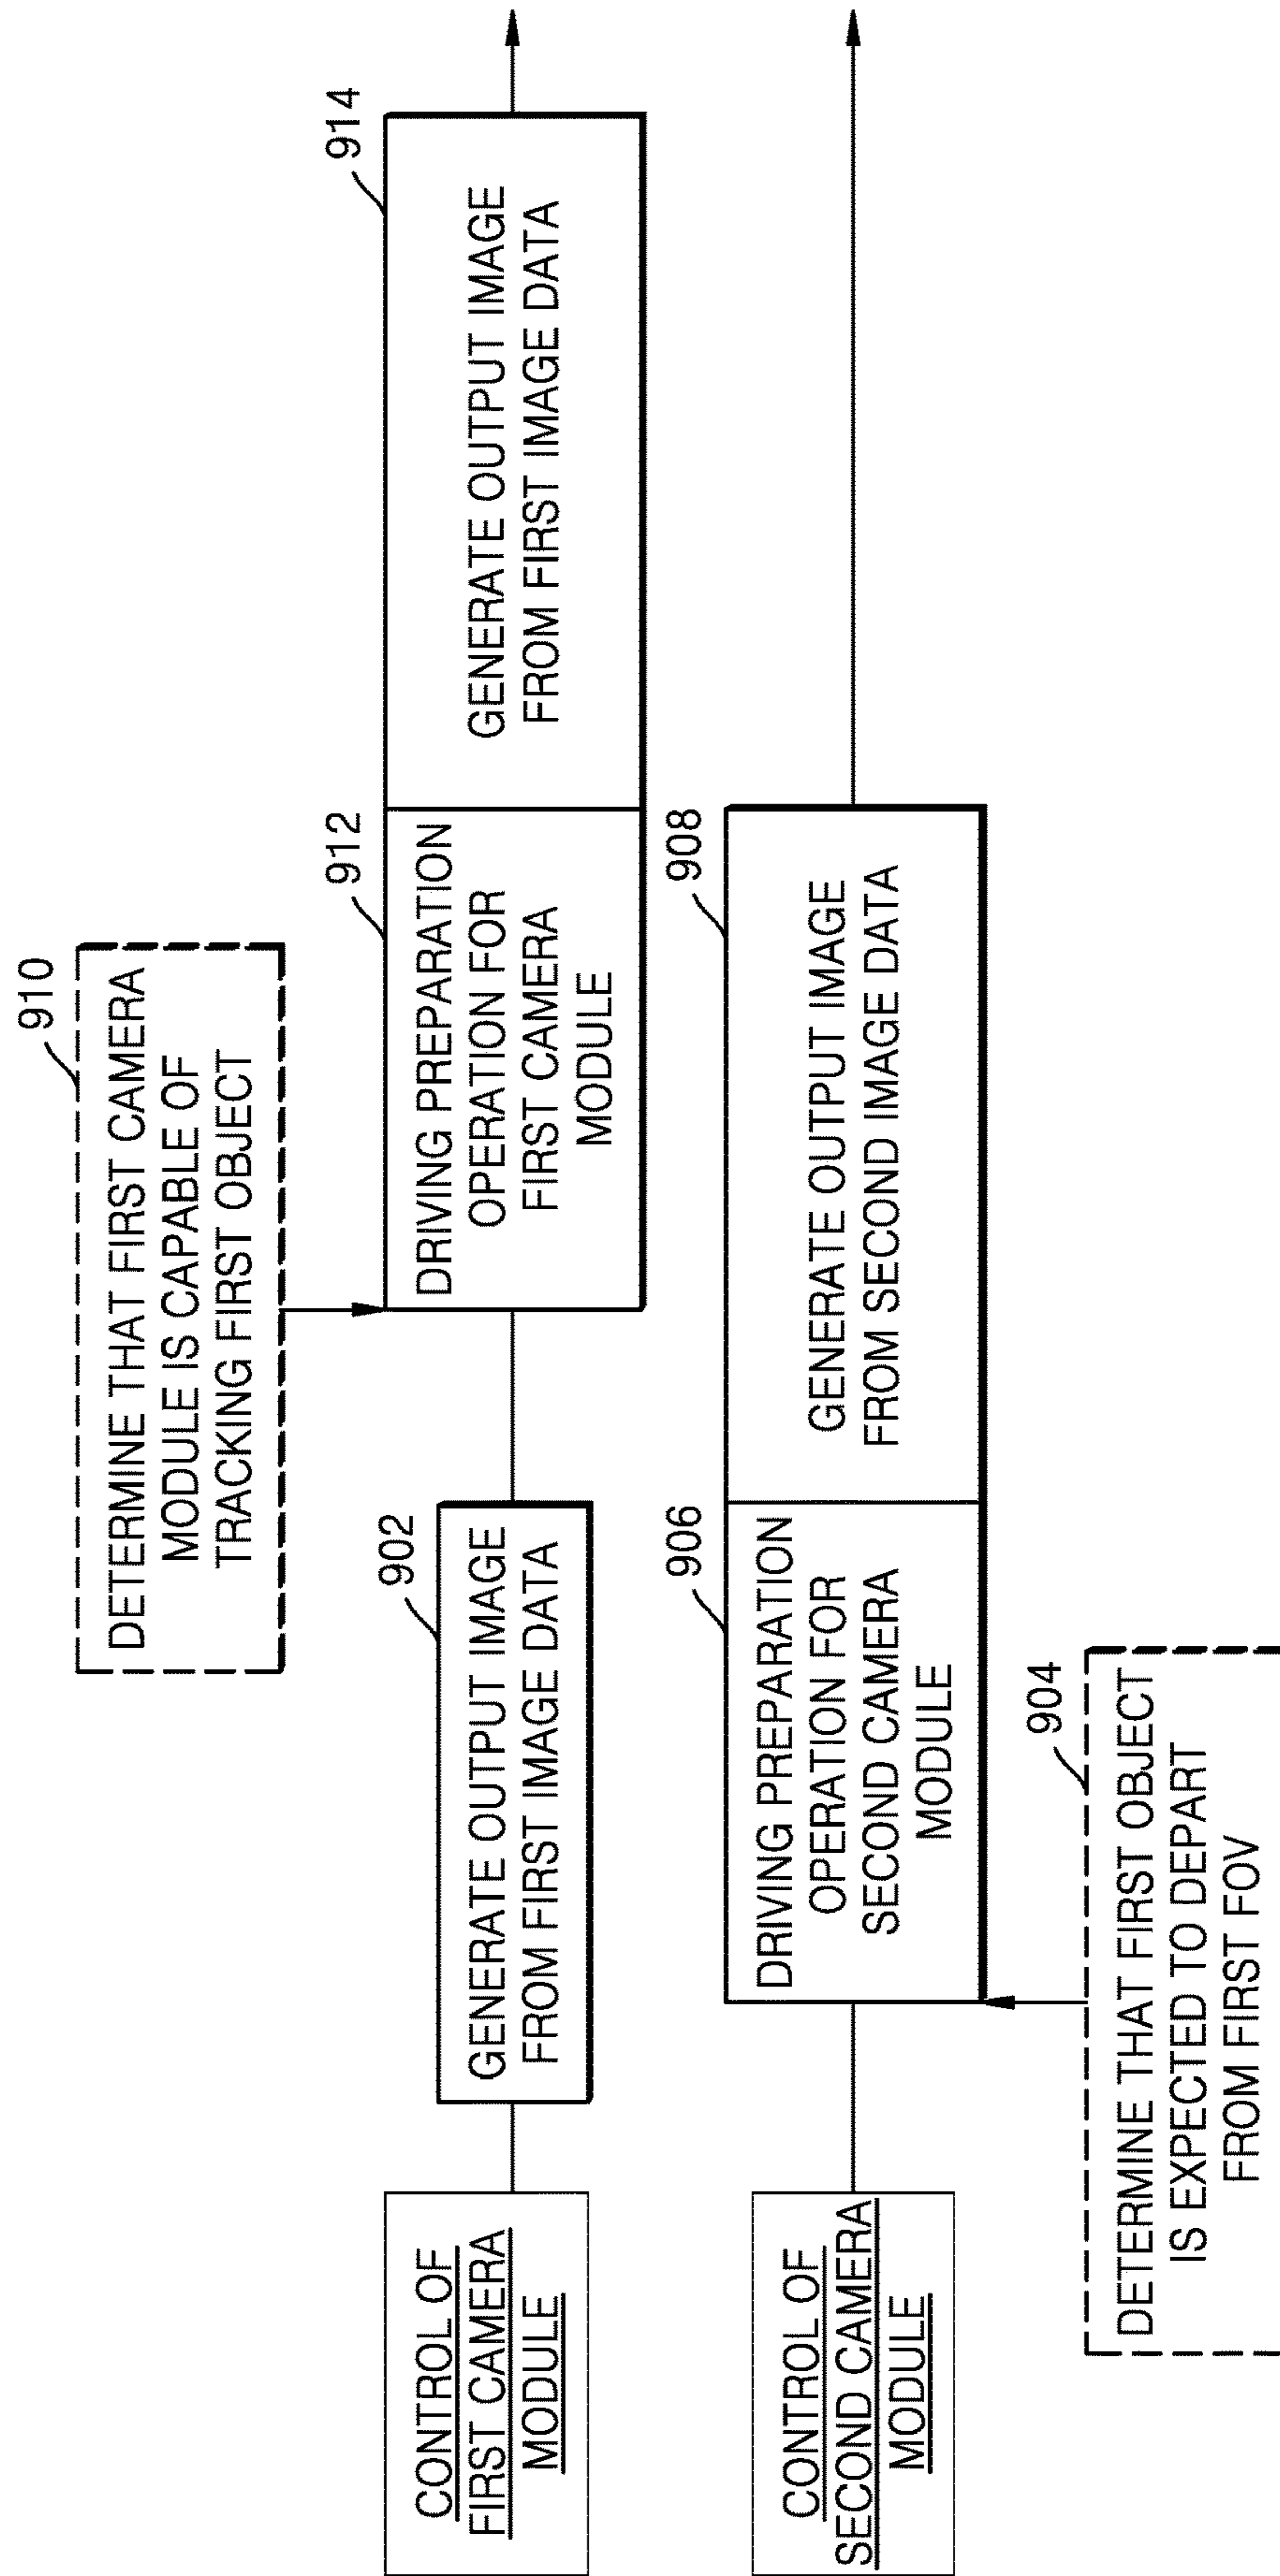 910
DETERMINE THAT FIRST CAMERA
MODULE IS CAPABLE OF
TRACKING FIRST OBJECT
CONTROL OF
FIRST CAMERA
MODULE
902
GENERATE OUTPUT IMAGE
FROM FIRST IMAGE DATA
912
DRIVING PREPARATION
OPERATION FOR
FIRST CAMERA
MODULE
914
GENERATE OUTPUT IMAGE
FROM FIRST IMAGE DATA
CONTROL OF
SECOND CAMERA
MODULE
906
DRIVING PREPARATION
OPERATION FOR
SECOND CAMERA
MODULE
908
GENERATE OUTPUT IMAGE
FROM SECOND IMAGE DATA
904
DETERMINE THAT FIRST OBJECT
IS EXPECTED TO DEPART
FROM FIRST FOV